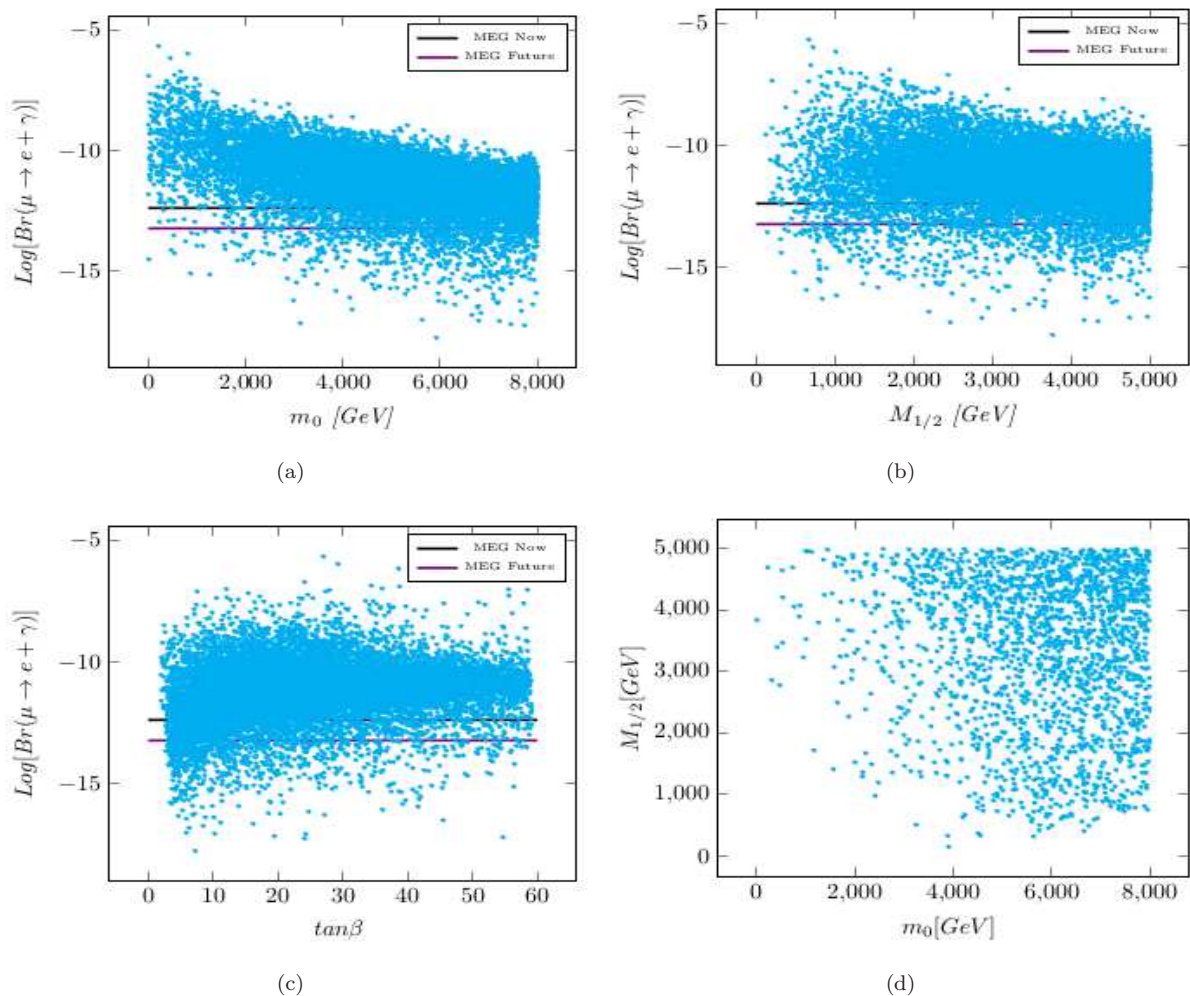 −5
−10
−15
Log[Br(μ → e + γ)]
MEG Now
MEG Future
0 2,000 4,000 6,000 8,000
m₀ [GeV]
(a)
−5
−10
−15
Log[Br(μ → e + γ)]
MEG Now
MEG Future
0 1,000 2,000 3,000 4,000 5,000
M₁/₂ [GeV]
(b)
−5
−10
−15
Log[Br(μ → e + γ)]
MEG Now
MEG Future
0 10 20 30 40 50 60
tanβ
(c)
5,000
4,000
3,000
2,000
1,000
0
M₁/₂[GeV]
0 2,000 4,000 6,000 8,000
m₀[GeV]
(d)